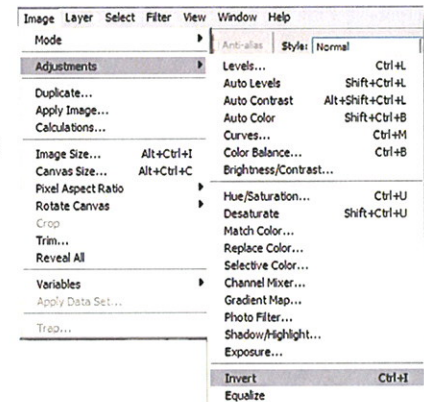 Image Layer Select Filter View Window Help
Mode
Adjustments
Duplicate...
Apply Image...
Calculations...
Image Size... Alt+Ctrl+I
Canvas Size... Alt+Ctrl+C
Pixel Aspect Ratio
Rotate Canvas
Crop
Trim...
Reveal All
Variables
Apply Data Set...
Trap...
Anti-alias Style: Normal
Levels... Ctrl+L
Auto Levels Shift+Ctrl+L
Auto Contrast Alt+Shift+Ctrl+L
Auto Color Shift+Ctrl+B
Curves... Ctrl+M
Color Balance... Ctrl+B
Brightness/Contrast...
Hue/Saturation... Ctrl+U
Desaturate Shift+Ctrl+U
Match Color...
Replace Color...
Selective Color...
Channel Mixer...
Gradient Map...
Photo Filter...
Shadow/Highlight...
Exposure...
Invert Ctrl+I
Equalize